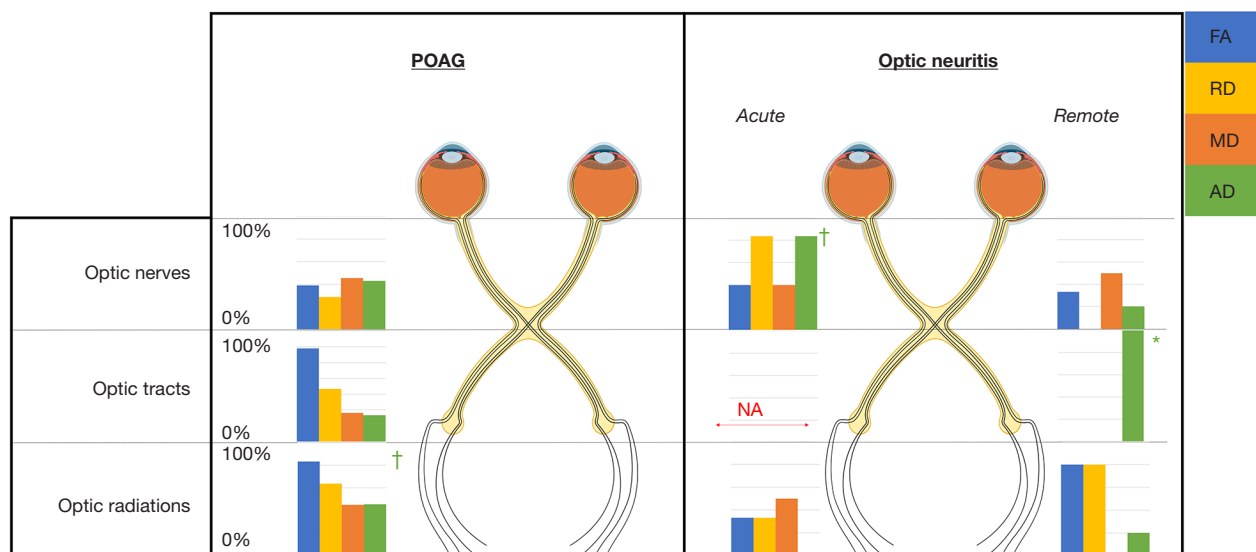 POAG
Optic neuritis
Acute
Remote
FA
RD
MD
AD
Optic nerves
100%
0%
†
Optic tracts
100%
0%
NA
*
Optic radiations
100%
0%
†